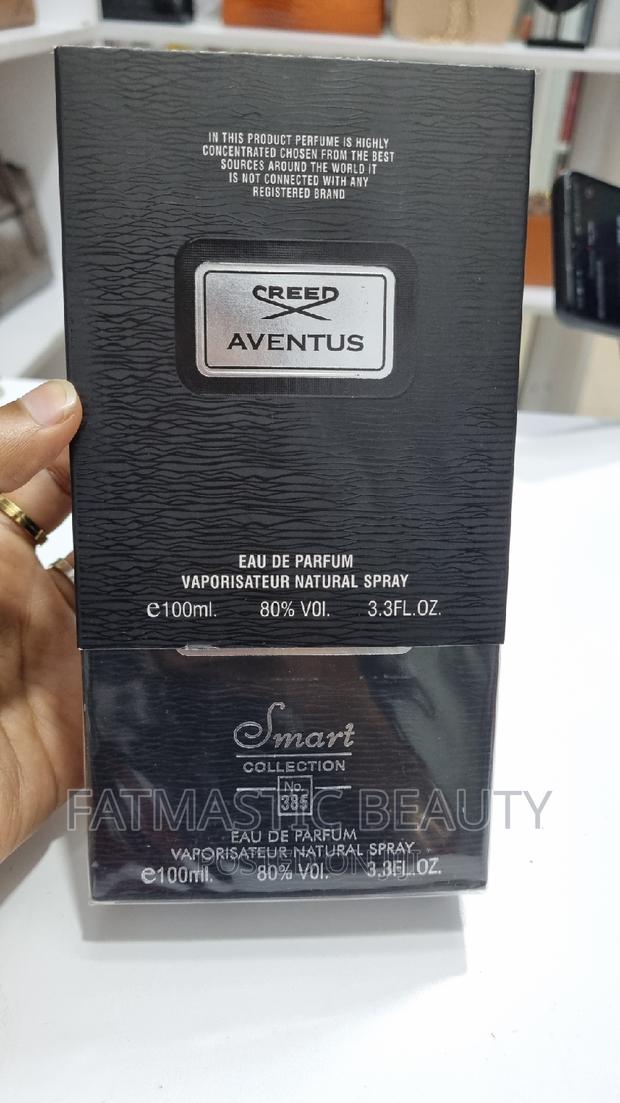 IN THIS PRODUCT PERFUME IS HIGHLY
CONCENTRATED CHOSEN FROM THE BEST
SOURCES AROUND THE WORLD IT
IS NOT CONNECTED WITH ANY
REGISTERED BRAND
CREED
AVENTUS
EAU DE PARFUM
VAPORISATEUR NATURAL SPRAY
e100ml. 80% VOl. 3.3FL.OZ.
Smart
COLLECTION
No.
385
FATMASTIC BEAUTY
EAU DE PARFUM
VAPORISATEUR NATURAL SPRAY
e100ml. 80% VOl. 3.3FL.OZ.